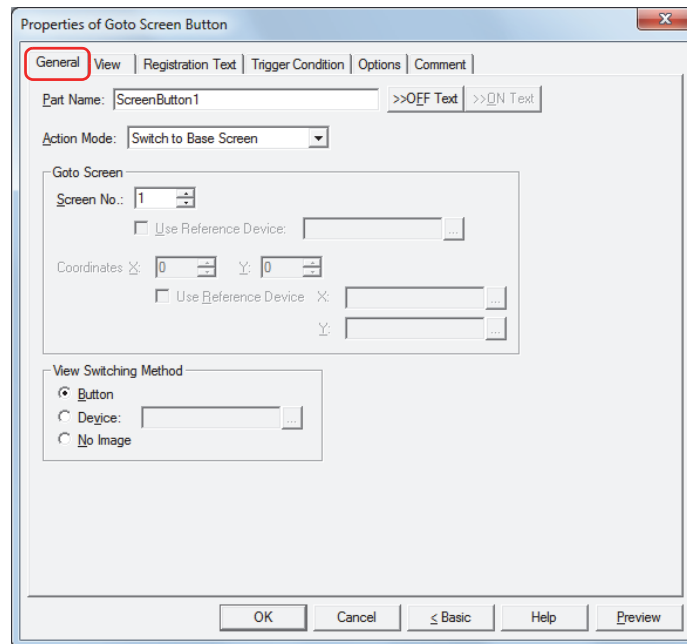 Properties of Goto Screen Button
x
General View Registration Text Trigger Condition Options Comment
Part Name: ScreenButton1 >>OFF Text >>ON Text
Action Mode: Switch to Base Screen
Goto Screen
Screen No.: 1
Use Reference Device: ...
Coordinates X: 0 Y: 0
Use Reference Device X: ...
Y: ...
View Switching Method
Button
Device: ...
No Image
OK Cancel < Basic Help Preview